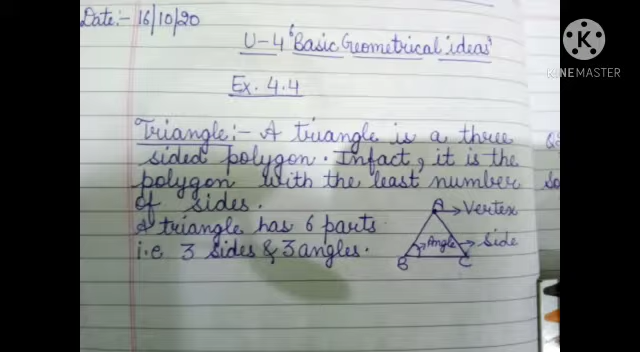 Date:- 16/10/20
U-4 "Basic Geometrical ideas"
Ex. 4.4
Triangle:- A triangle is a three
sided polygon. Infact, it is the
polygon with the least number
of sides.
A triangle has 6 parts
i.e 3 sides & 3 angles.
A → Vertex
→ Angle → Side
B C
KINEMASTER